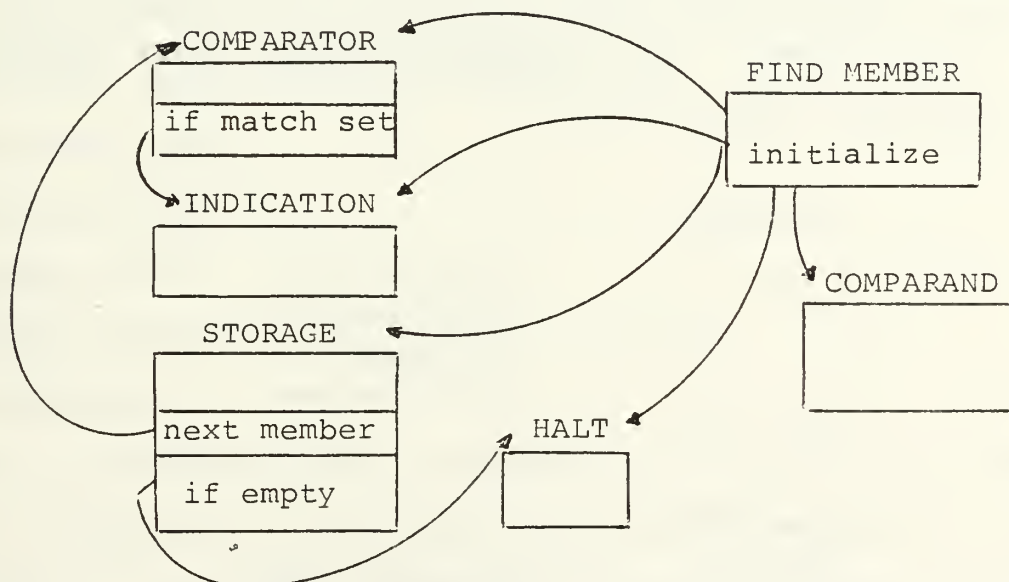 COMPARATOR
if match set
INDICATION
STORAGE
next member
if empty
FIND MEMBER
initialize
COMPARAND
HALT